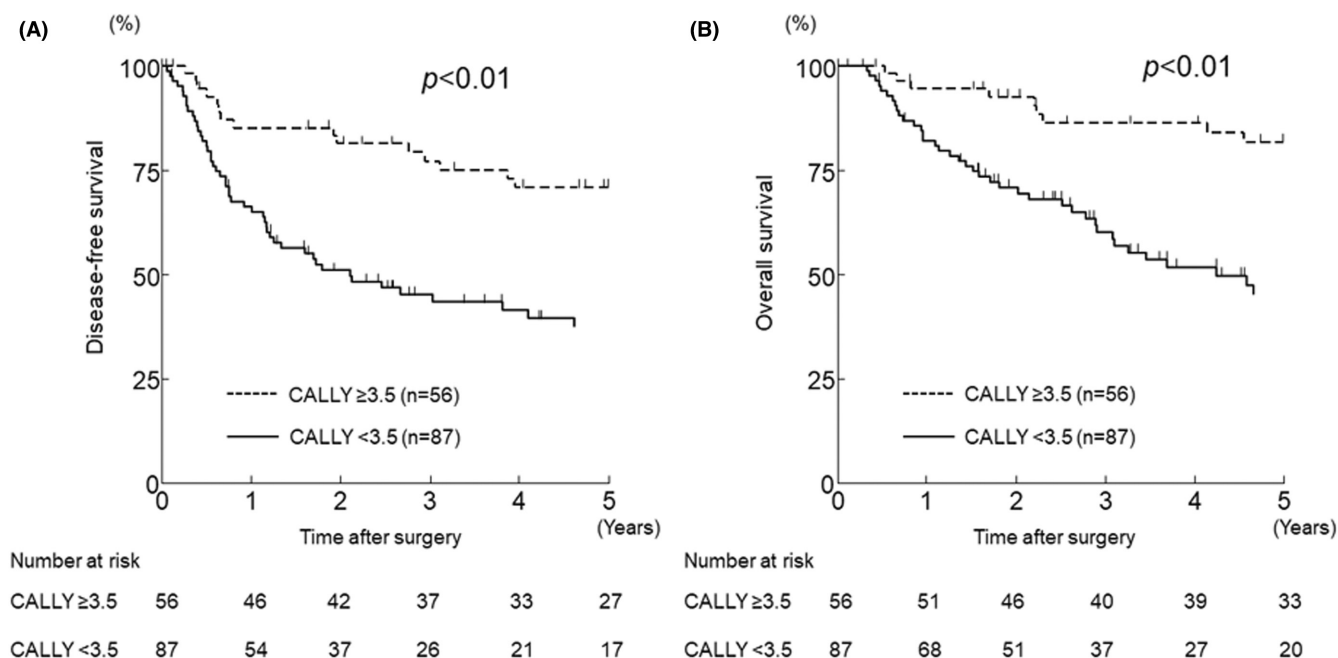 (A)
(%)
p<0.01
100
75
50
25
0
Disease-free survival
CALLY ≥3.5 (n=56)
CALLY <3.5 (n=87)
0 1 2 3 4 5
(Years)
Time after surgery
Number at risk
CALLY ≥3.5 56 46 42 37 33 27
CALLY <3.5 87 54 37 26 21 17
(B)
(%)
p<0.01
100
75
50
25
0
Overall survival
CALLY ≥3.5 (n=56)
CALLY <3.5 (n=87)
0 1 2 3 4 5
(Years)
Time after surgery
Number at risk
CALLY ≥3.5 56 51 46 40 39 33
CALLY <3.5 87 68 51 37 27 20